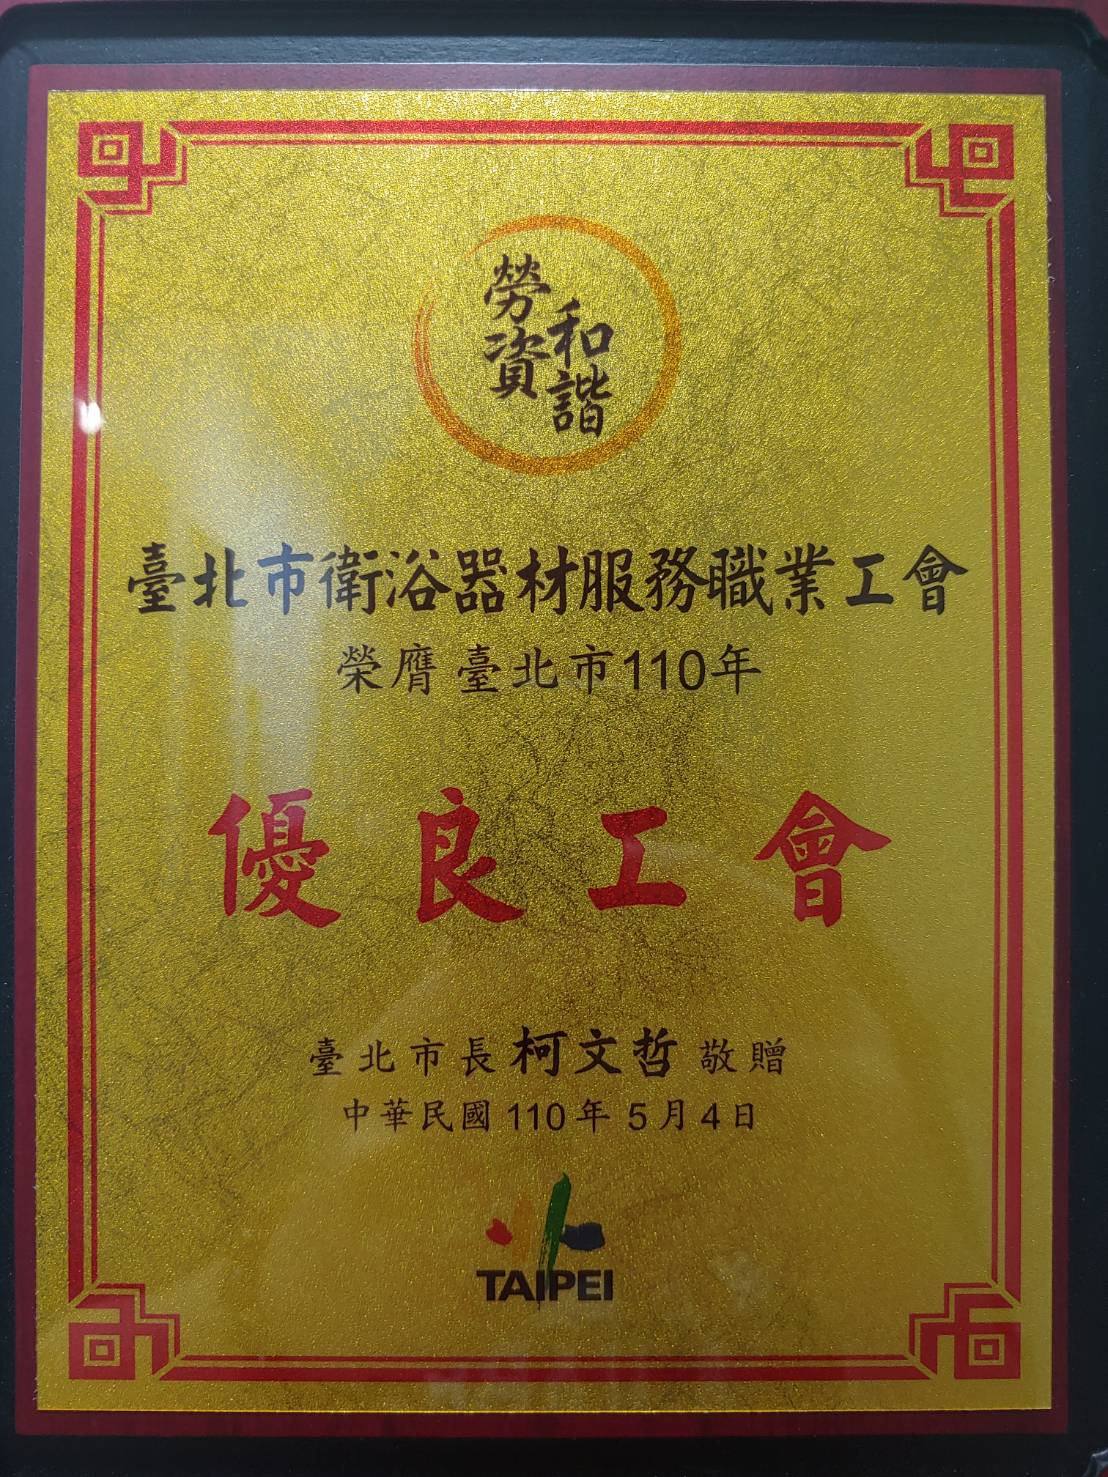 勞資
和諧
臺北市衛浴器材服務職業工會
榮膺 臺北市110年
優良工會
臺北市長柯文哲 敬贈
中華民國110年5月4日
TAIPEI